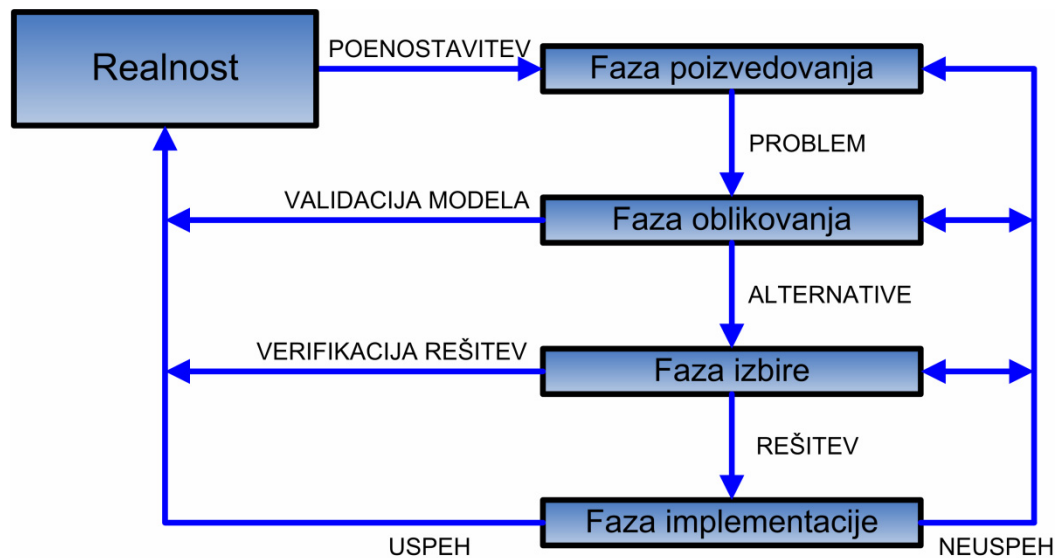 Realnost
POENOSTAVITEV
Faza poizvedovanja
PROBLEM
VALIDACIJA MODELA
Faza oblikovanja
ALTERNATIVE
VERIFIKACIJA REŠITEV
Faza izbire
REŠITEV
Faza implementacije
USPEH
NEUSPEH